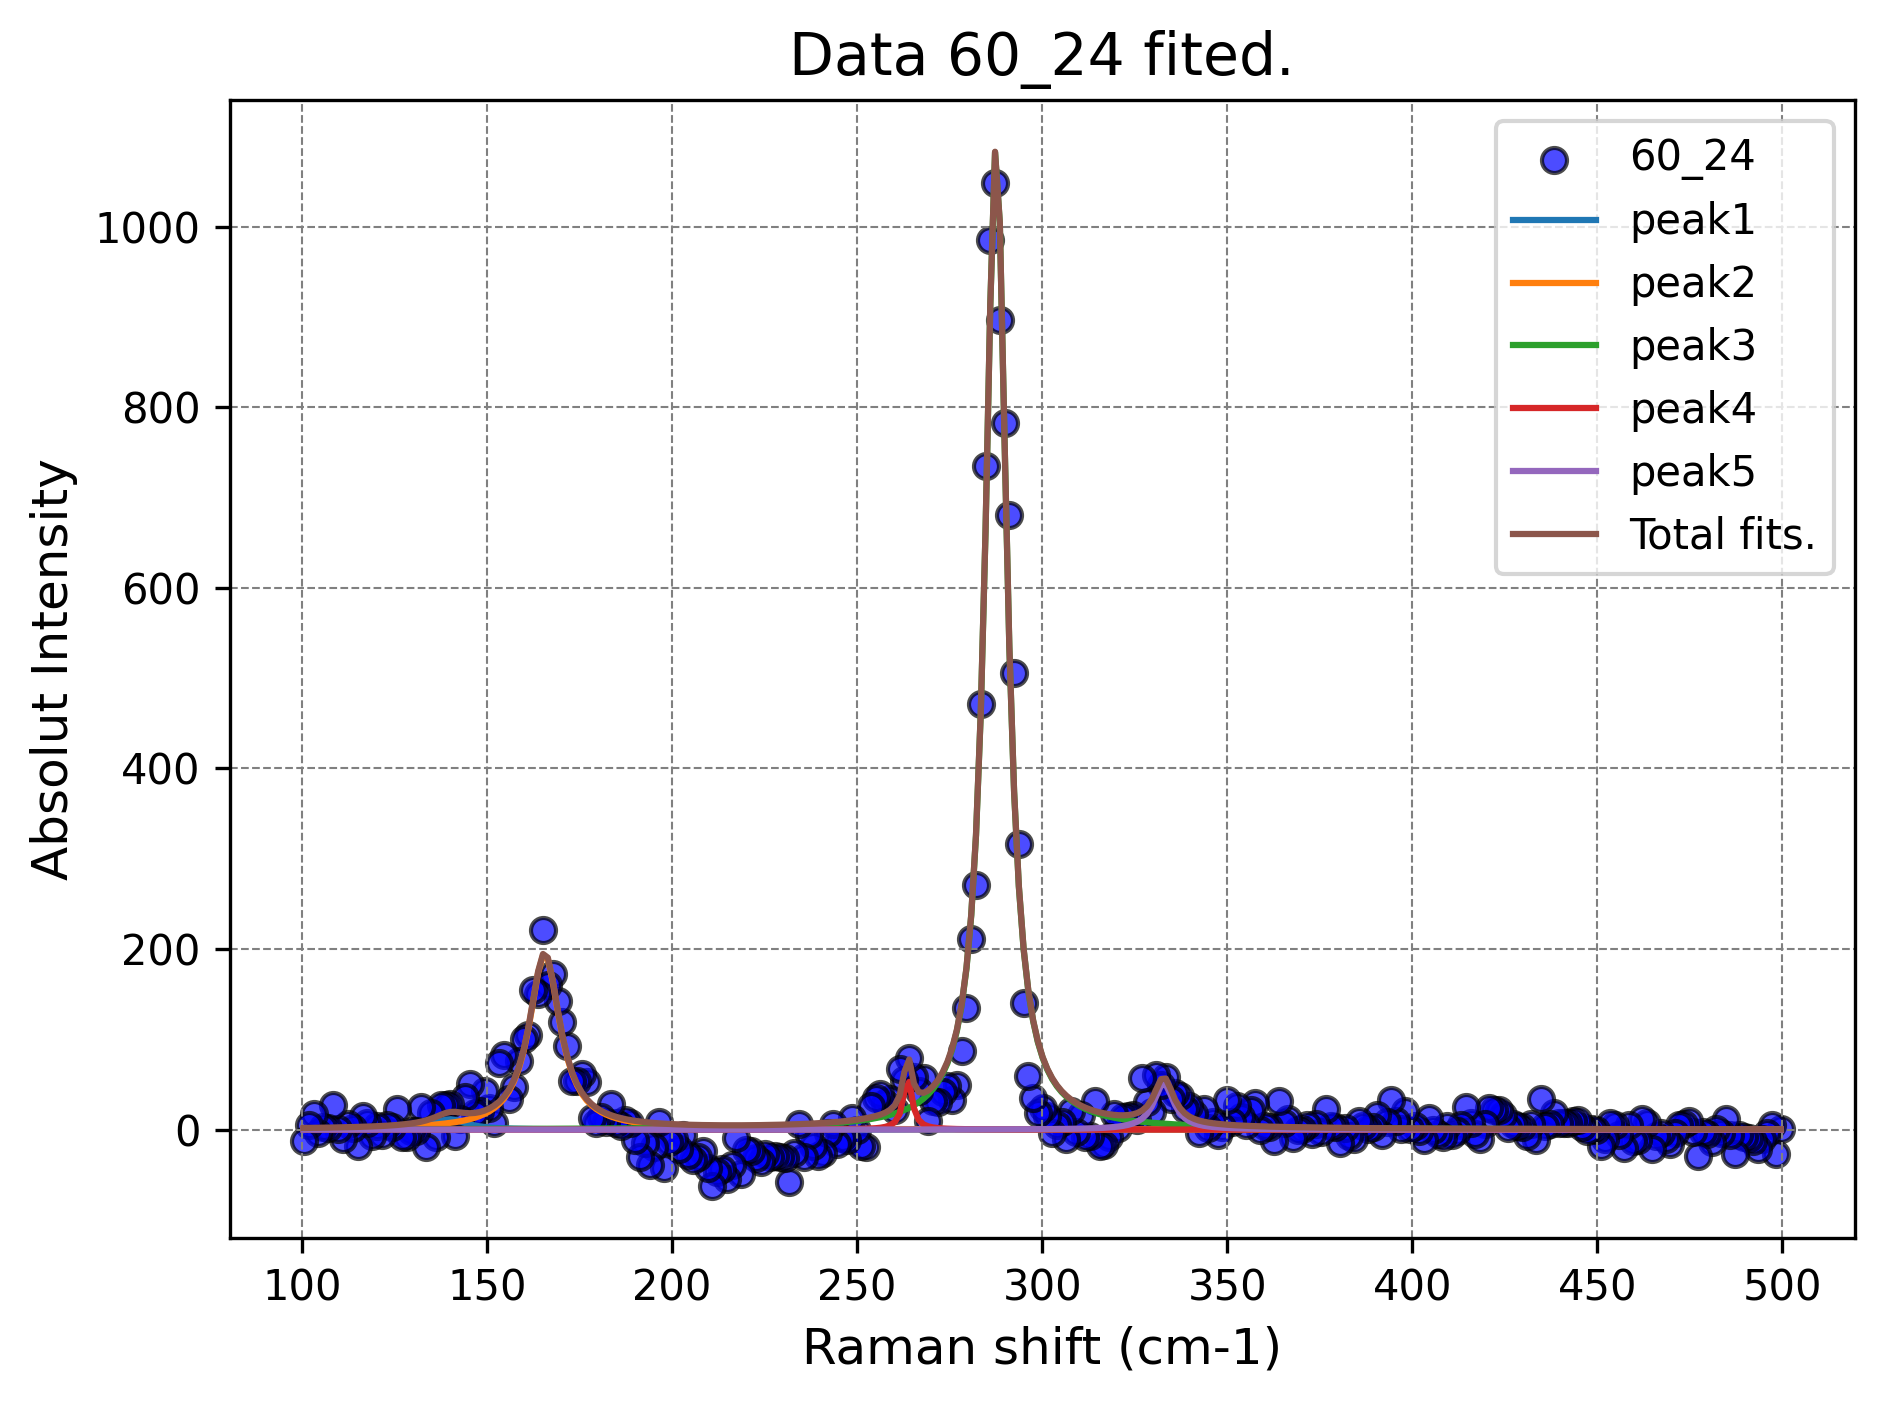 Data 60_24 fited.
60_24
peak1
peak2
peak3
peak4
peak5
Total fits.
Absolut Intensity
1000
800
600
400
200
0
100 150 200 250 300 350 400 450 500
Raman shift (cm-1)